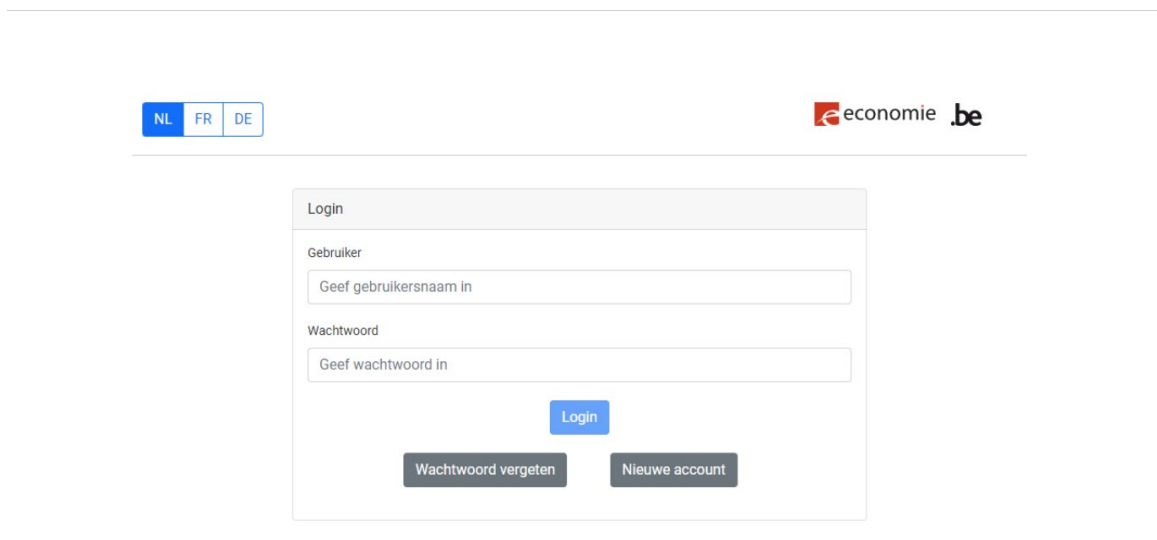 NL FR DE
economie .be
Login
Gebruiker
Geef gebruikersnaam in
Wachtwoord
Geef wachtwoord in
Login
Wachtwoord vergeten Nieuwe account